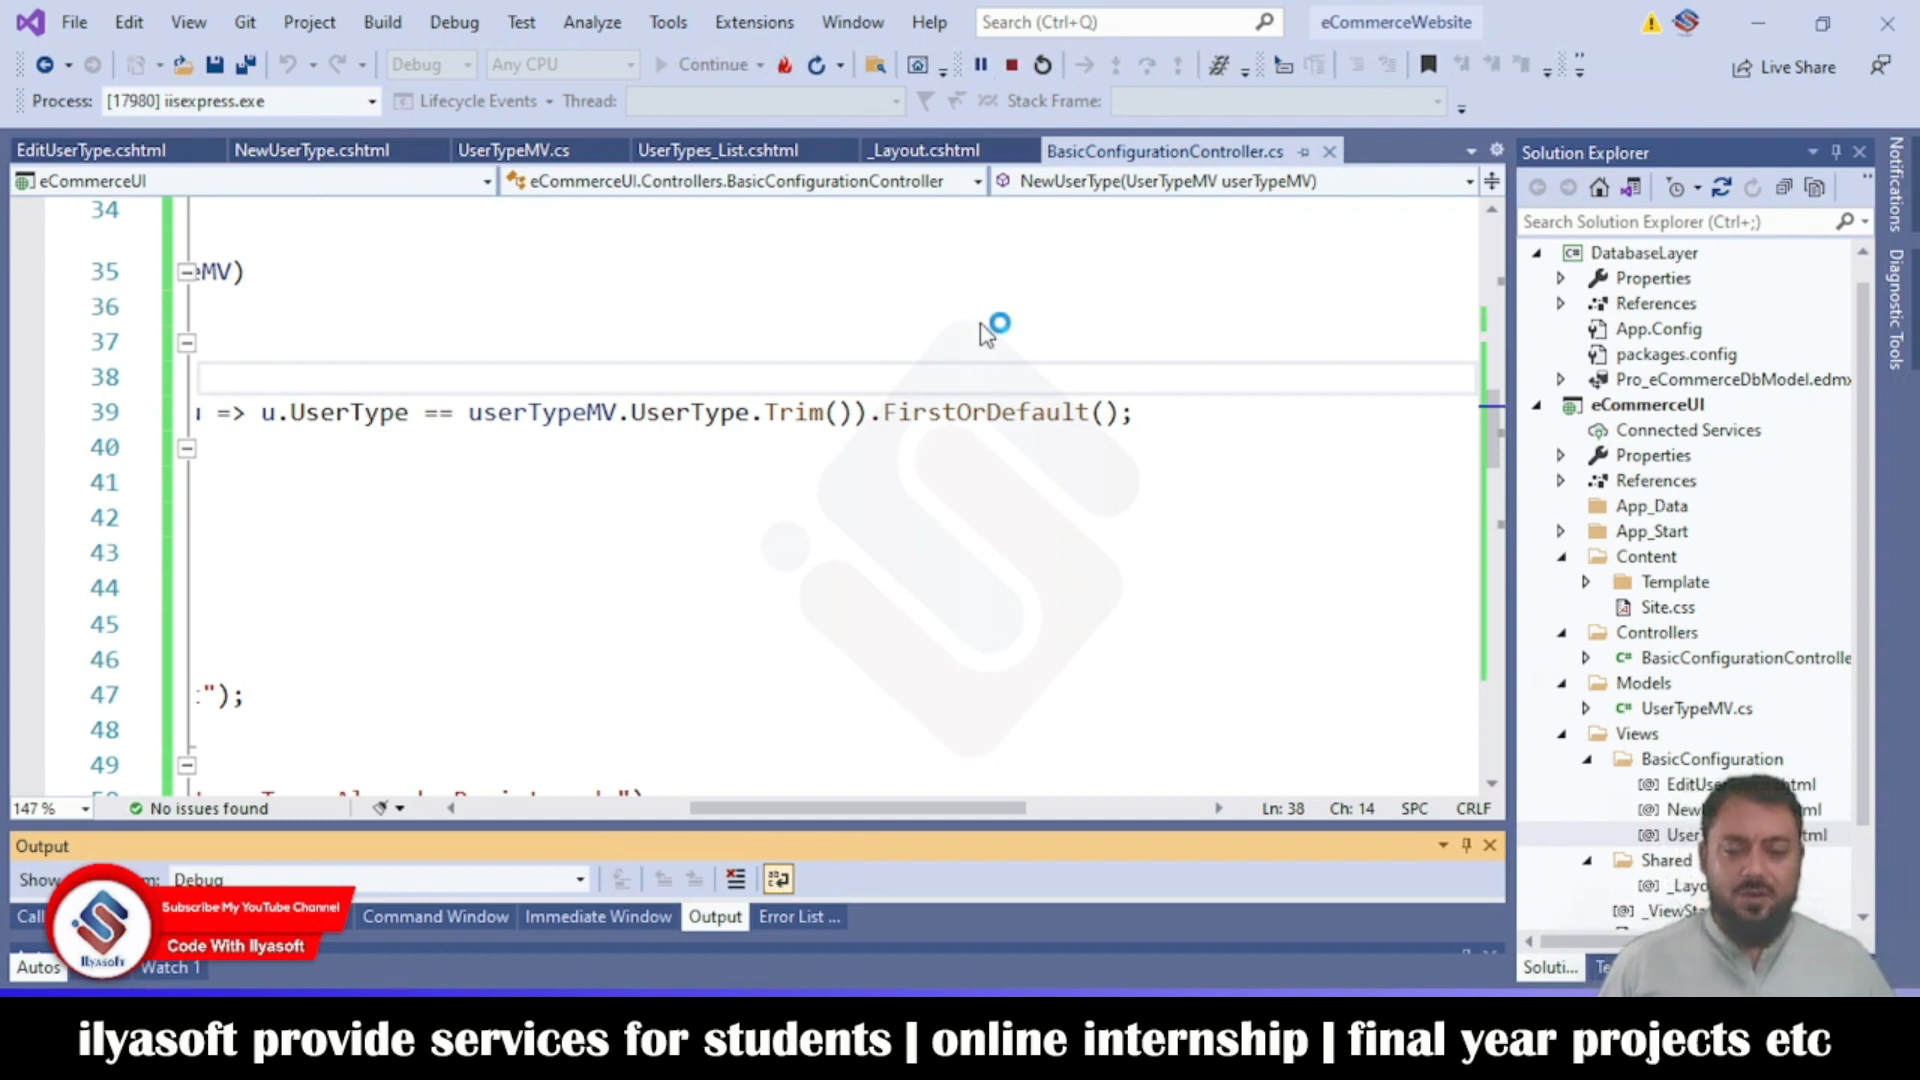 File Edit View Git Project Build Debug Test Analyze Tools Extensions Window Help Search (Ctrl+Q) eCommerceWebsite
Debug Any CPU Continue Live Share
Process: [17980] iisexpress.exe Lifecycle Events Thread: Stack Frame:
EditUserType.cshtml NewUserType.cshtml UserTypeMV.cs UserTypes_List.cshtml _Layout.cshtml BasicConfigurationController.cs
eCommerceUI eCommerceUI.Controllers.BasicConfigurationController NewUserType(UserTypeMV userTypeMV)
34
35 eMV)
36
37
38
39 => u.UserType == userTypeMV.UserType.Trim()).FirstOrDefault();
40
41
42
43
44
45
46
47 ");
48
49
147 % No issues found Ln: 38 Ch: 14 SPC CRLF
Output
Show Debug
Command Window Immediate Window Output Error List ...
Autos Watch 1
Solution Explorer
Search Solution Explorer (Ctrl+;)
DatabaseLayer
Properties
References
App.Config
packages.config
Pro_eCommerceDbModel.edmx
eCommerceUI
Connected Services
Properties
References
App_Data
App_Start
Content
Template
Site.css
Controllers
BasicConfigurationControlle
Models
UserTypeMV.cs
Views
BasicConfiguration
Shared
Soluti...
Notifications
Diagnostic Tools
Subscribe My YouTube Channel
Code With Ilyasoft
Ilyasoft
ilyasoft provide services for students | online internship | final year projects etc